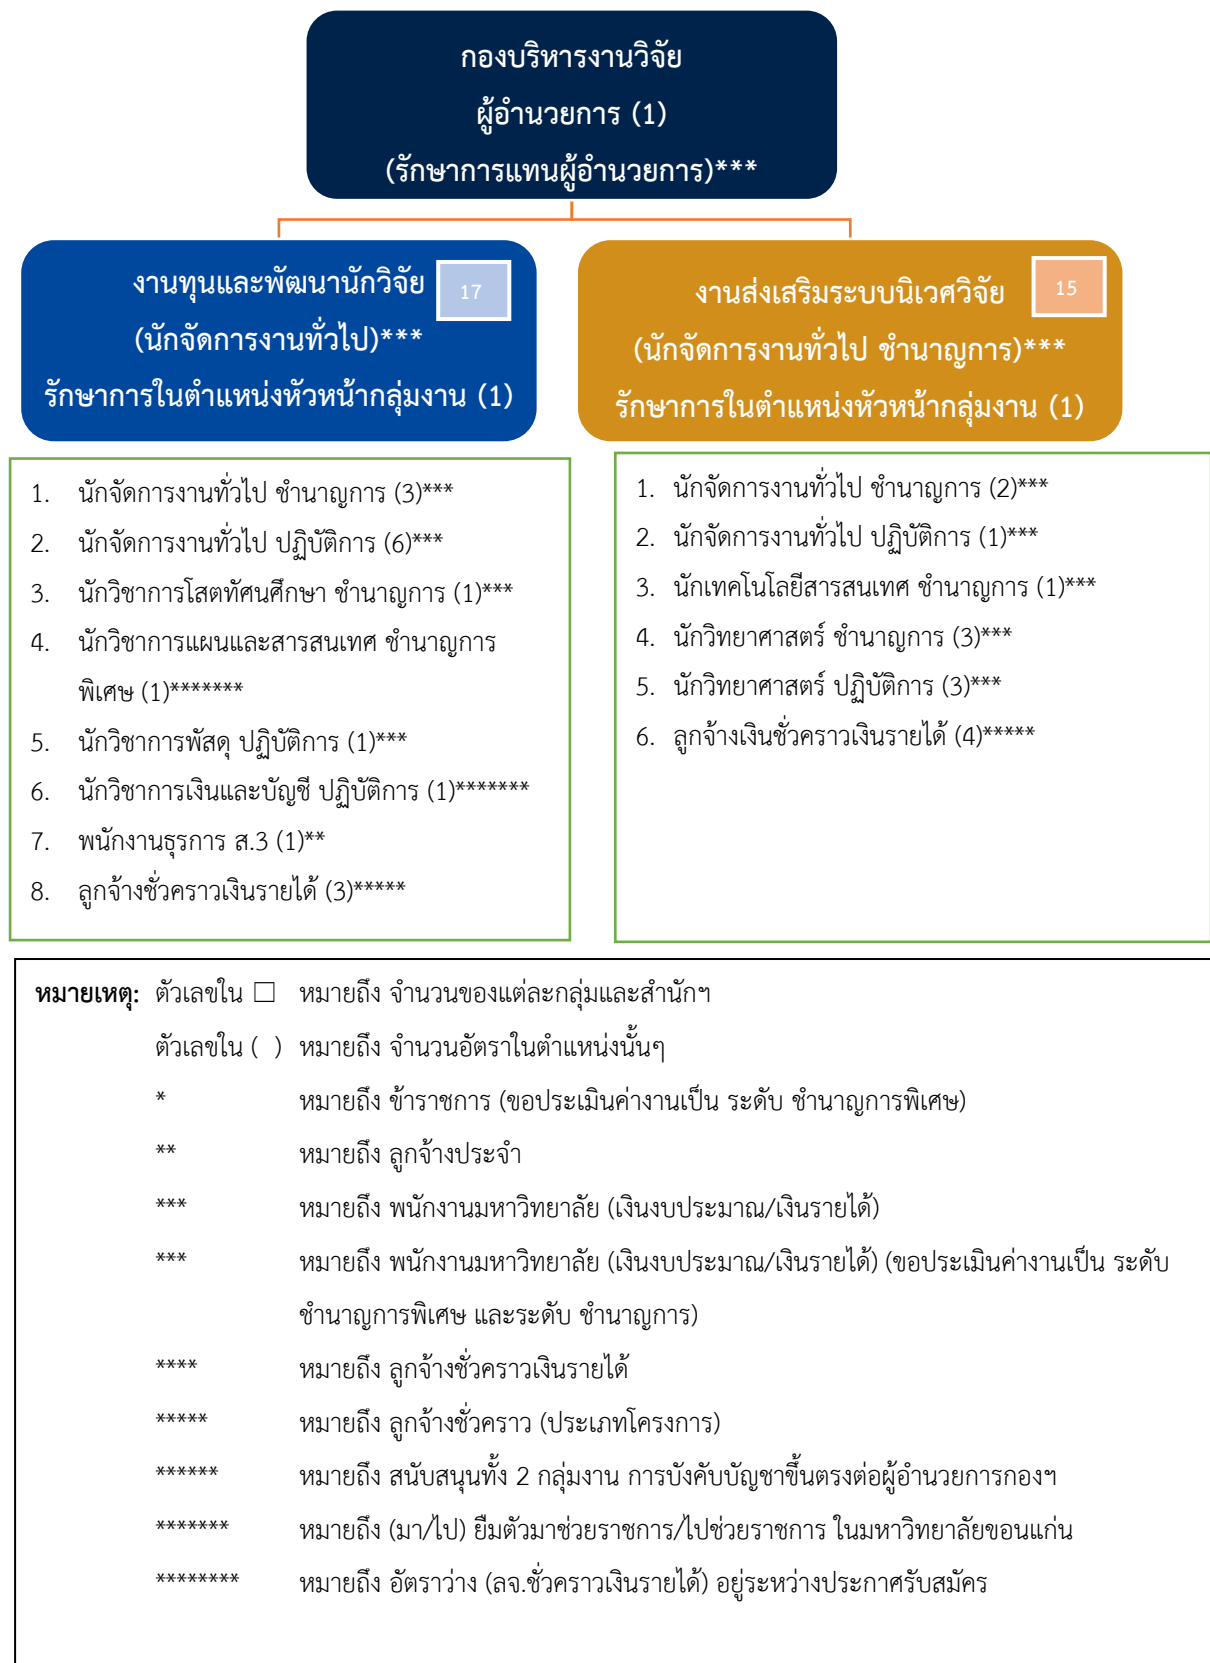 กองบริหารงานวิจัย
ผู้อำนวยการ (1)
(รักษาการแทนผู้อำนวยการ)***
งานทุนและพัฒนานักวิจัย
17
(นักจัดการงานทั่วไป)***
รักษาการในตำแหน่งหัวหน้ากลุ่มงาน (1)
งานส่งเสริมระบบนิเวศวิจัย
15
(นักจัดการงานทั่วไป ชำนาญการ)***
รักษาการในตำแหน่งหัวหน้ากลุ่มงาน (1)
1. นักจัดการงานทั่วไป ชำนาญการ (3)***
2. นักจัดการงานทั่วไป ปฏิบัติการ (6)***
3. นักวิชาการโสตทัศนศึกษา ชำนาญการ (1)***
4. นักวิชาการแผนและสารสนเทศ ชำนาญการ
พิเศษ (1)*******
5. นักวิชาการพัสดุ ปฏิบัติการ (1)***
6. นักวิชาการเงินและบัญชี ปฏิบัติการ (1)*******
7. พนักงานธุรการ ส.3 (1)**
8. ลูกจ้างชั่วคราวเงินรายได้ (3)*****
1. นักจัดการงานทั่วไป ชำนาญการ (2)***
2. นักจัดการงานทั่วไป ปฏิบัติการ (1)***
3. นักเทคโนโลยีสารสนเทศ ชำนาญการ (1)***
4. นักวิทยาศาสตร์ ชำนาญการ (3)***
5. นักวิทยาศาสตร์ ปฏิบัติการ (3)***
6. ลูกจ้างเงินชั่วคราวเงินรายได้ (4)*****
หมายเหตุ: ตัวเลขใน □ หมายถึง จำนวนของแต่ละกลุ่มและสำนักฯ
ตัวเลขใน ( ) หมายถึง จำนวนอัตราในตำแหน่งนั้นๆ
* หมายถึง ข้าราชการ (ขอประเมินค่างานเป็น ระดับ ชำนาญการพิเศษ)
** หมายถึง ลูกจ้างประจำ
*** หมายถึง พนักงานมหาวิทยาลัย (เงินงบประมาณ/เงินรายได้)
*** หมายถึง พนักงานมหาวิทยาลัย (เงินงบประมาณ/เงินรายได้) (ขอประเมินค่างานเป็น ระดับ
ชำนาญการพิเศษ และระดับ ชำนาญการ)
**** หมายถึง ลูกจ้างชั่วคราวเงินรายได้
***** หมายถึง ลูกจ้างชั่วคราว (ประเภทโครงการ)
****** หมายถึง สนับสนุนทั้ง 2 กลุ่มงาน การบังคับบัญชาขึ้นตรงต่อผู้อำนวยการกองฯ
******* หมายถึง (มา/ไป) ยืมตัวมาช่วยราชการ/ไปช่วยราชการ ในมหาวิทยาลัยขอนแก่น
******** หมายถึง อัตราว่าง (ลจ.ชั่วคราวเงินรายได้) อยู่ระหว่างประกาศรับสมัคร